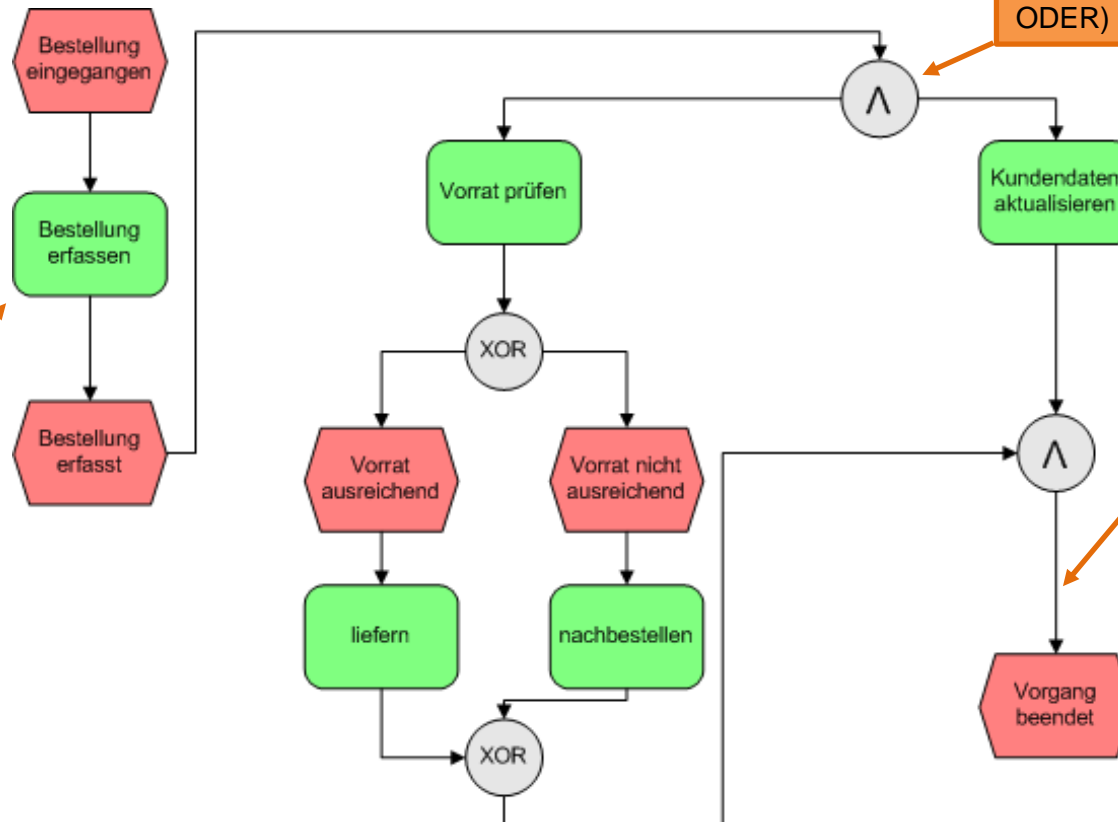 ODER)
Bestellung
eingegangen
Λ
Vorrat prüfen
Kundendaten
aktualisieren
Bestellung
erfassen
XOR
Bestellung
erfasst
Vorrat
ausreichend
Vorrat nicht
ausreichend
Λ
liefern
nachbestellen
Vorgang
beendet
XOR